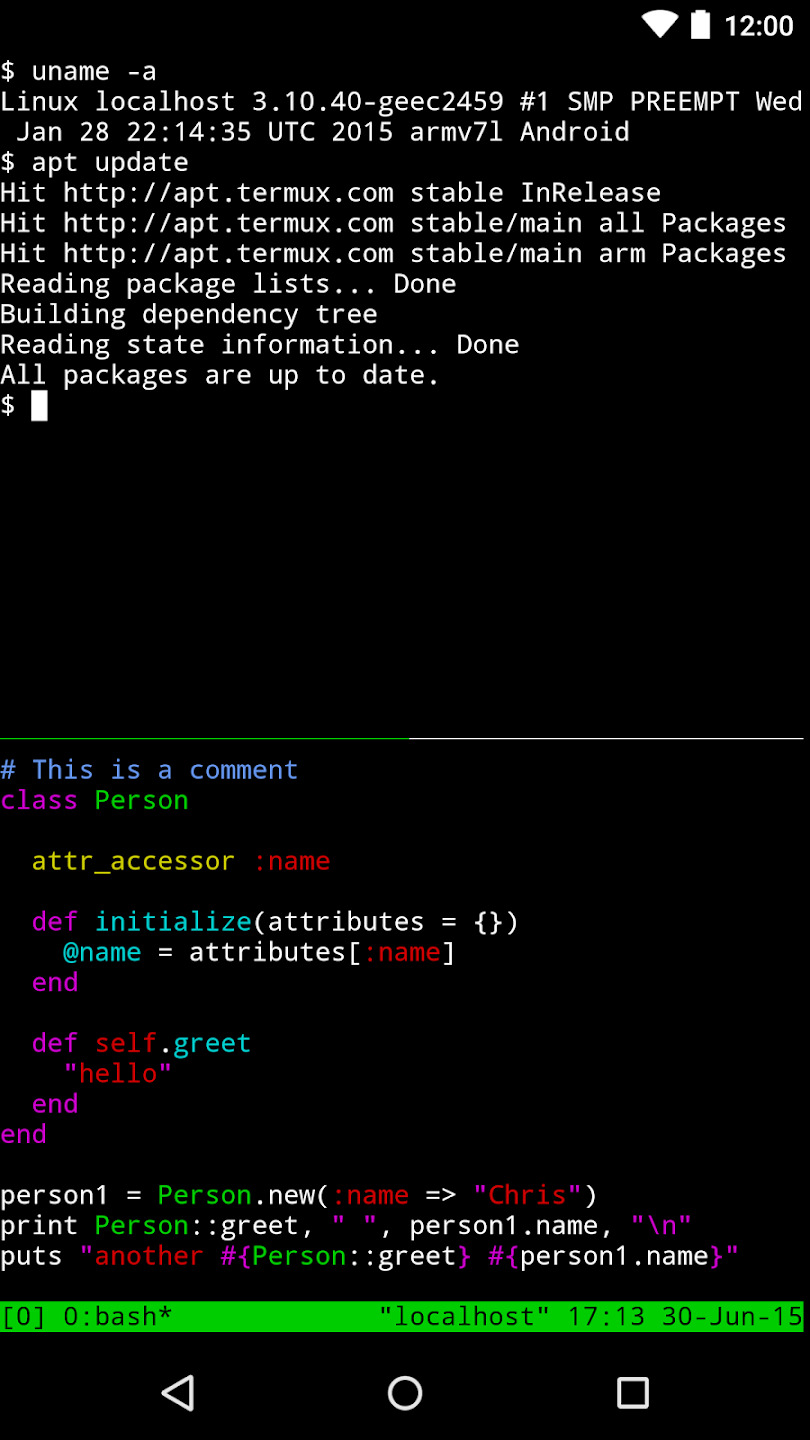 12:00
$ uname -a
Linux localhost 3.10.40-geec2459 #1 SMP PREEMPT Wed
 Jan 28 22:14:35 UTC 2015 armv7l Android
$ apt update
Hit http://apt.termux.com stable InRelease
Hit http://apt.termux.com stable/main all Packages
Hit http://apt.termux.com stable/main arm Packages
Reading package lists... Done
Building dependency tree
Reading state information... Done
All packages are up to date.
$
# This is a comment
class Person

  attr_accessor :name

  def initialize(attributes = {})
    @name = attributes[:name]
  end

  def self.greet
    "hello"
  end
end

person1 = Person.new(:name => "Chris")
print Person::greet, " ", person1.name, "\n"
puts "another #{Person::greet} #{person1.name}"
[0] 0:bash*             "localhost" 17:13 30-Jun-15